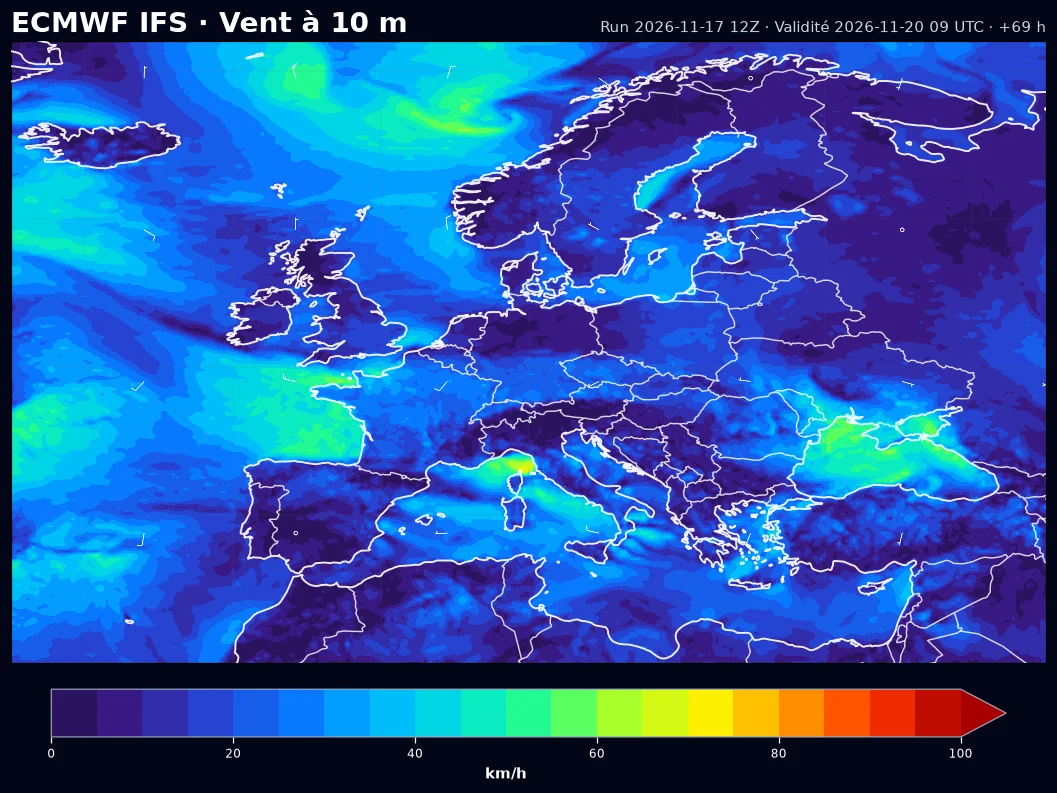 ECMWF IFS · Vent à 10 m
Run 2026-11-17 12Z · Validité 2026-11-20 09 UTC · +69 h
0 20 40 60 80 100
km/h